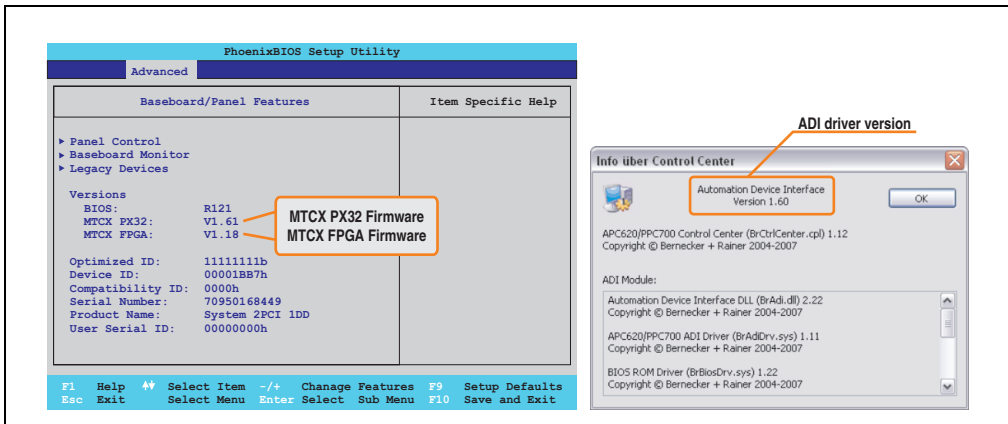 PhoenixBIOS Setup Utility
Advanced
Baseboard/Panel Features
Item Specific Help
Panel Control
Baseboard Monitor
Legacy Devices
Versions
BIOS: R121
MTCX PX32: V1.61
MTCX FPGA: V1.18
MTCX PX32 Firmware
MTCX FPGA Firmware
Optimized ID: 11111111b
Device ID: 00001BB7h
Compatibility ID: 0000h
Serial Number: 70950168449
Product Name: System 2PCI 1DD
User Serial ID: 00000000h
F1 Help Select Item -/+ Chanage Features F9 Setup Defaults
Esc Exit Select Menu Enter Select Sub Menu F10 Save and Exit
ADI driver version
Info über Control Center
Automation Device Interface
Version 1.60
OK
APC620/PPC700 Control Center (BrCtrlCenter.cpl) 1.12
Copyright © Bernecker + Rainer 2004-2007
ADI Module:
Automation Device Interface DLL (BrAdi.dll) 2.22
Copyright © Bernecker + Rainer 2004-2007
APC620/PPC700 ADI Driver (BrAdiDrv.sys) 1.11
Copyright © Bernecker + Rainer 2004-2007
BIOS ROM Driver (BrBiosDrv.sys) 1.22
Copyright © Bernecker + Rainer 2004-2007